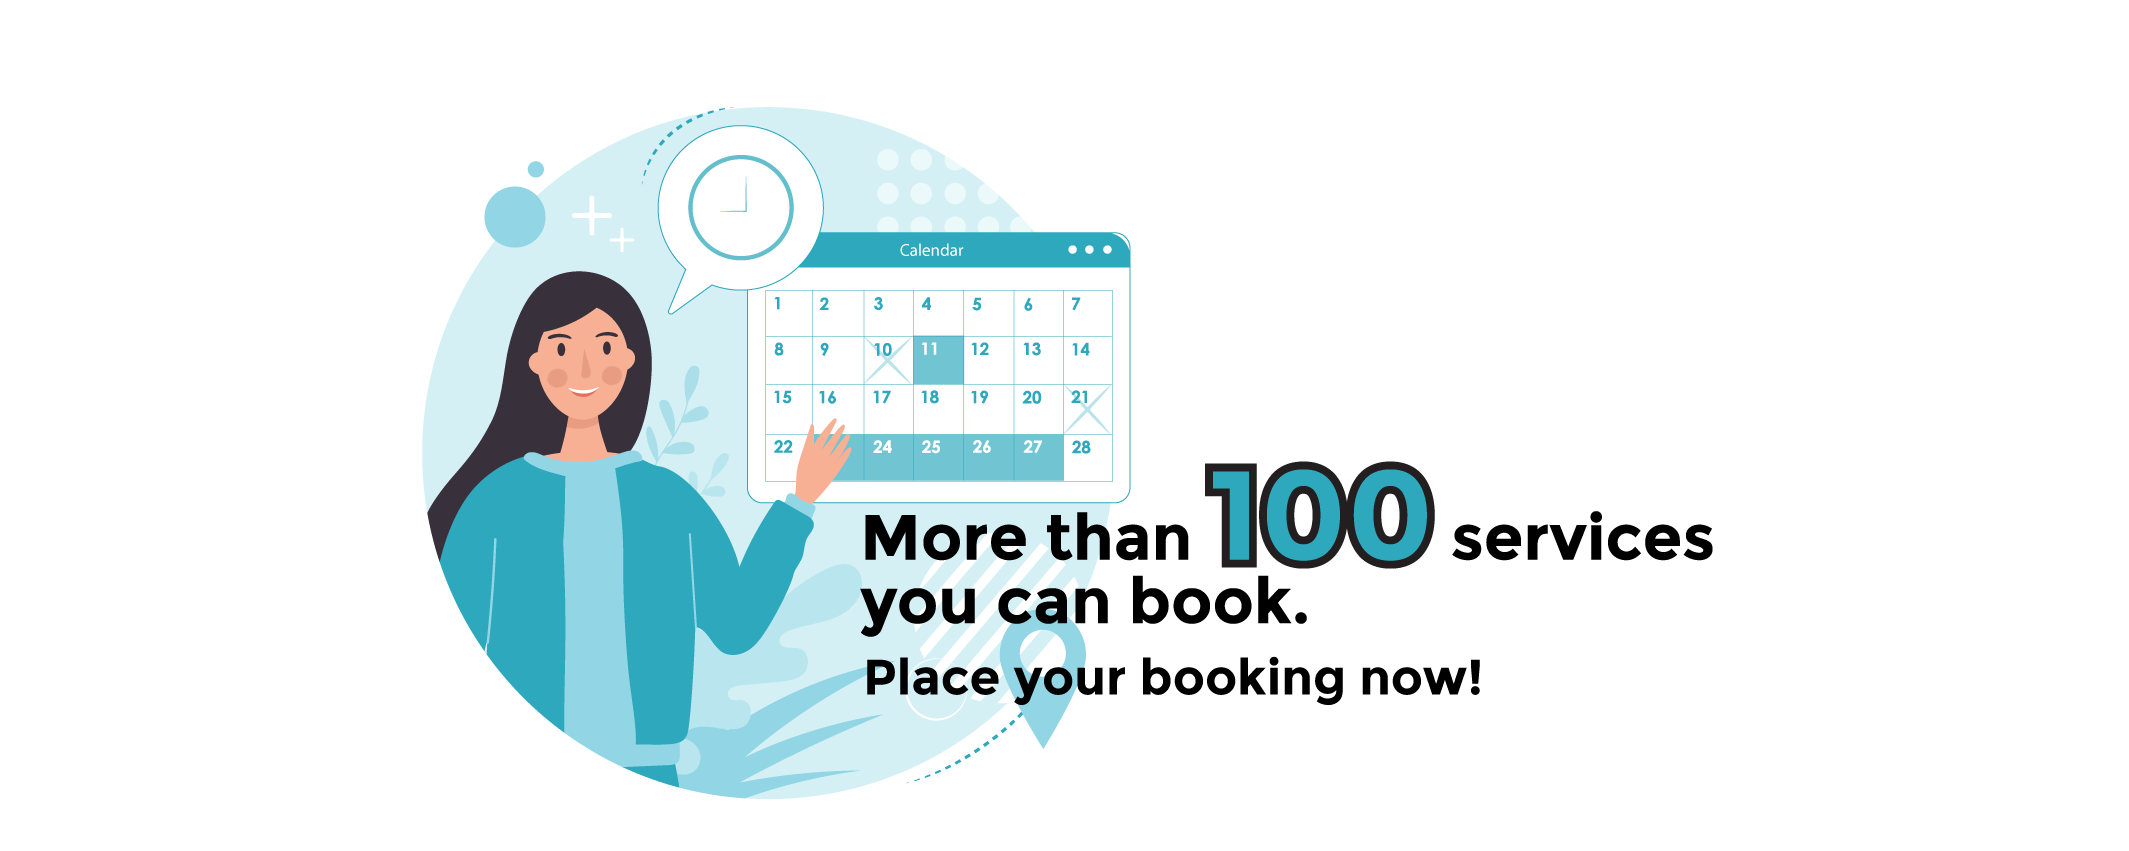 Calendar
1 2 3 4 5 6 7
8 9 10 11 12 13 14
15 16 17 18 19 20 21
22 24 25 26 27 28
More than 100 services
you can book.
Place your booking now!